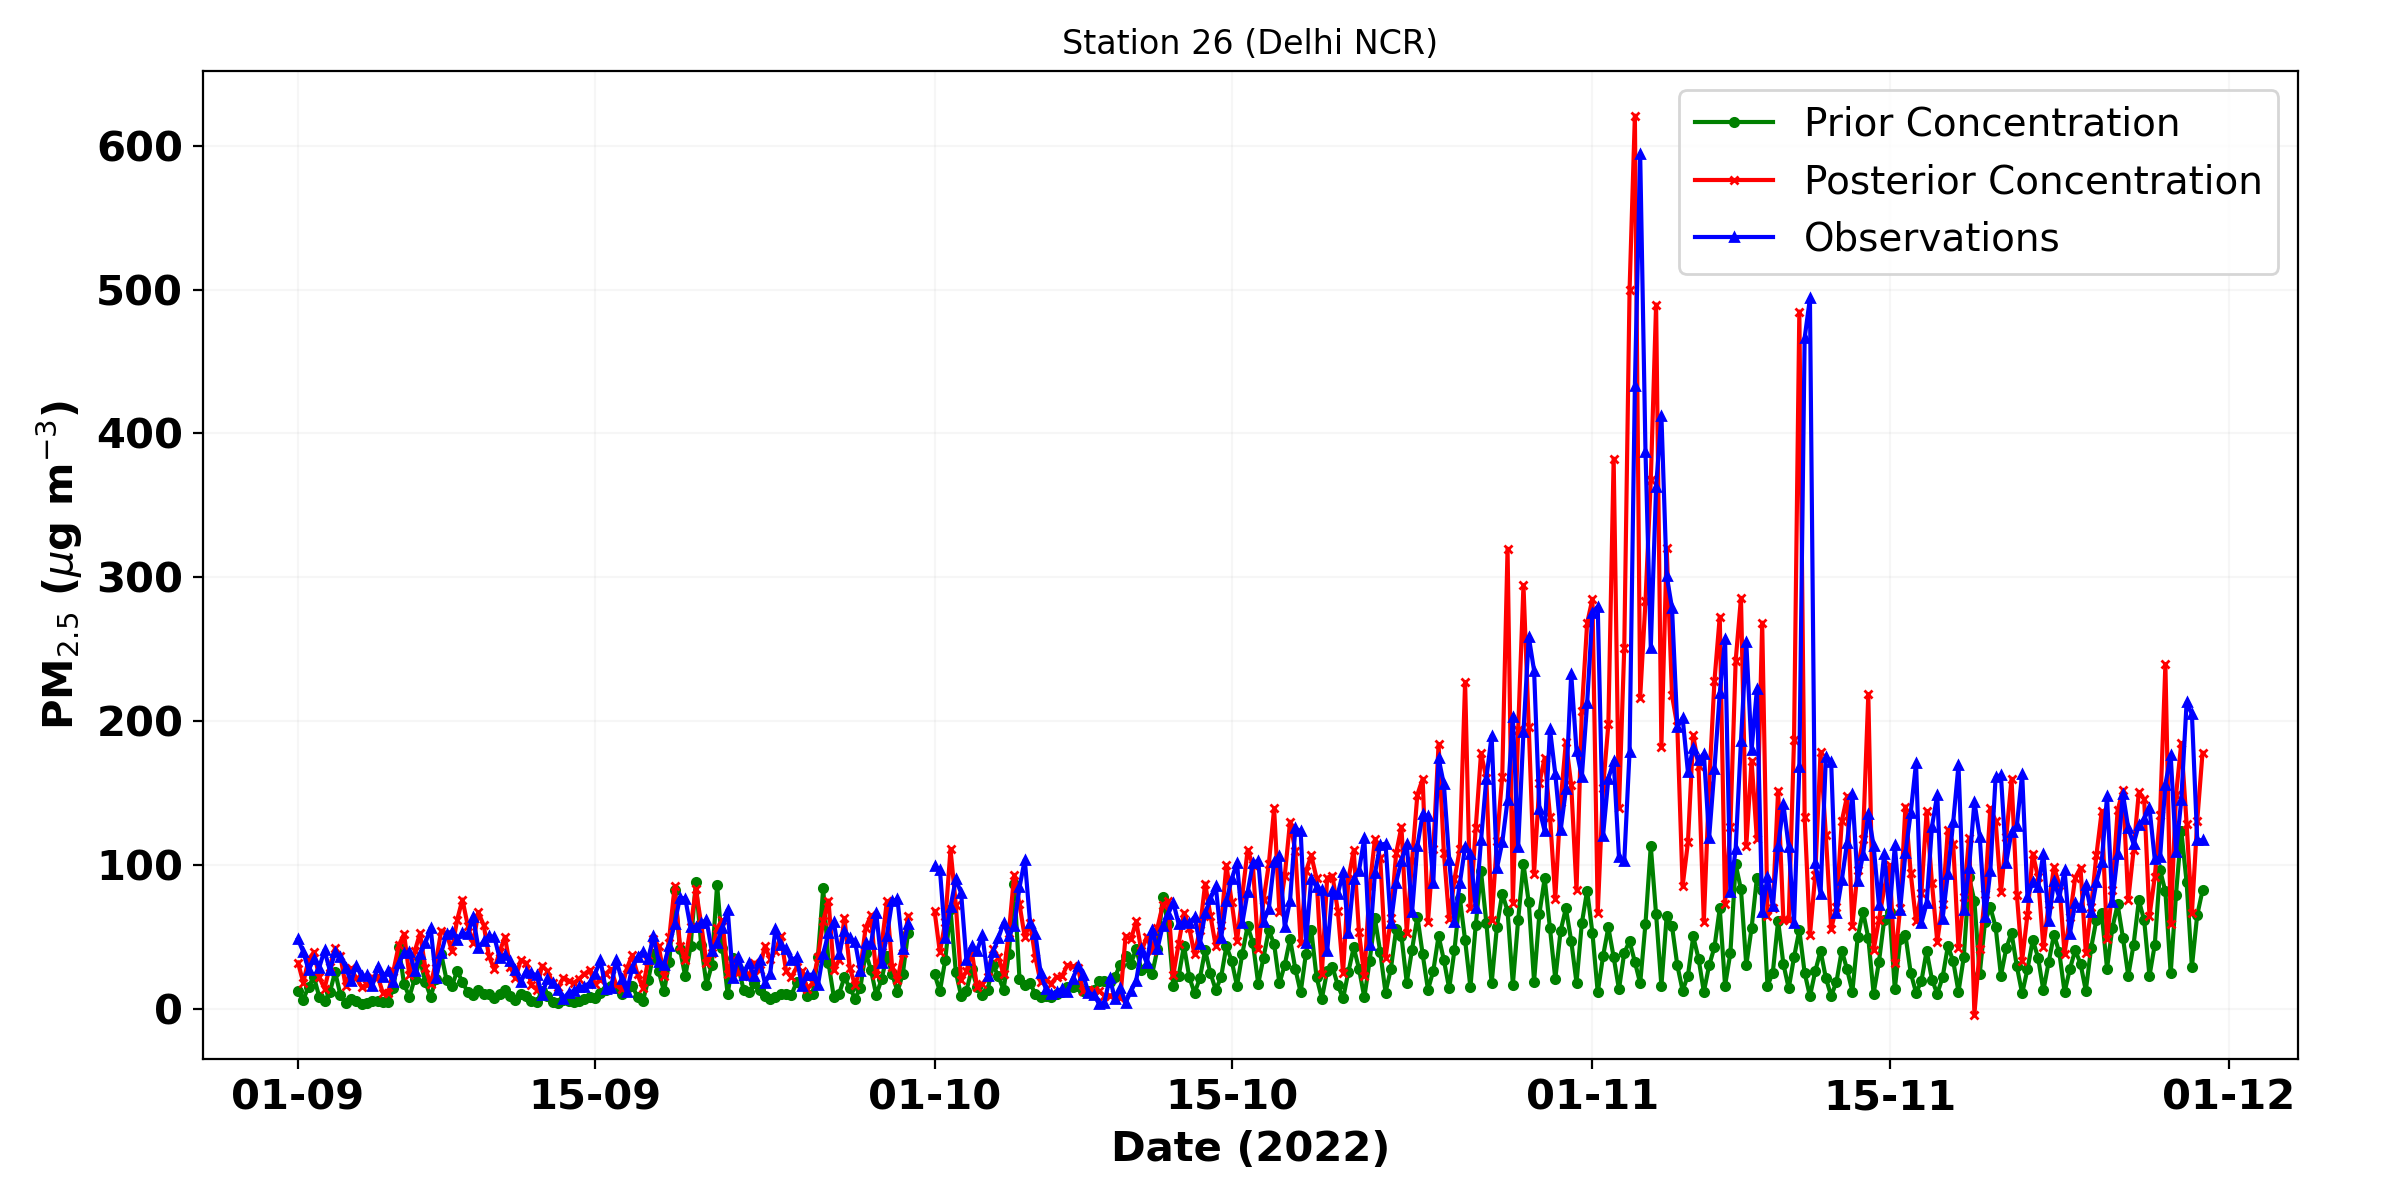 Station 26 (Delhi NCR)
Prior Concentration
Posterior Concentration
Observations
PM2.5 (μg m−3)
600
500
400
300
200
100
0
01-09 15-09 01-10 15-10 01-11 15-11 01-12
Date (2022)